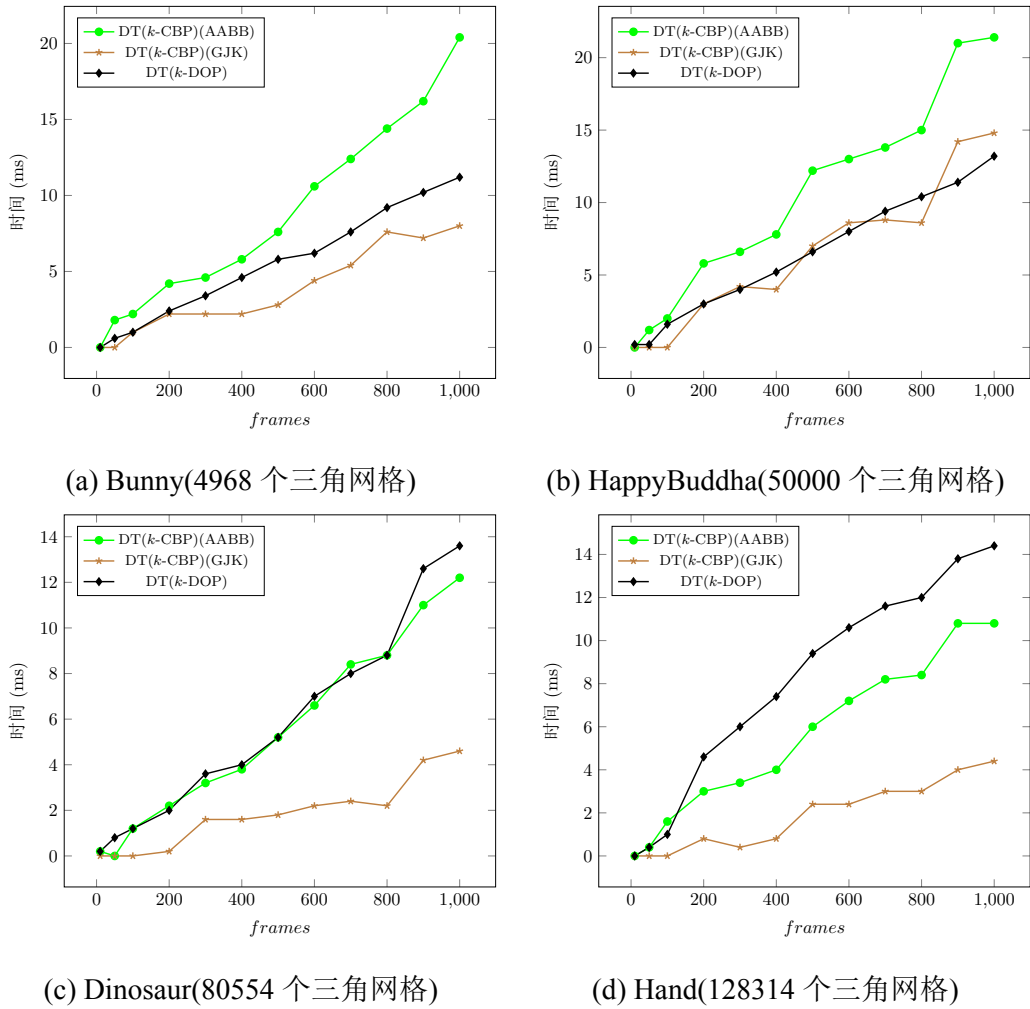 DT(k-CBP)(AABB)
DT(k-CBP)(GJK)
DT(k-DOP)
20
15
10
5
0
时间 (ms)
0 200 400 600 800 1,000
frames
(a) Bunny(4968 个三角网格)
DT(k-CBP)(AABB)
DT(k-CBP)(GJK)
DT(k-DOP)
20
15
10
5
0
时间 (ms)
0 200 400 600 800 1,000
frames
(b) HappyBuddha(50000 个三角网格)
DT(k-CBP)(AABB)
DT(k-CBP)(GJK)
DT(k-DOP)
14
12
10
8
6
4
2
0
时间 (ms)
0 200 400 600 800 1,000
frames
(c) Dinosaur(80554 个三角网格)
DT(k-CBP)(AABB)
DT(k-CBP)(GJK)
DT(k-DOP)
14
12
10
8
6
4
2
0
时间 (ms)
0 200 400 600 800 1,000
frames
(d) Hand(128314 个三角网格)